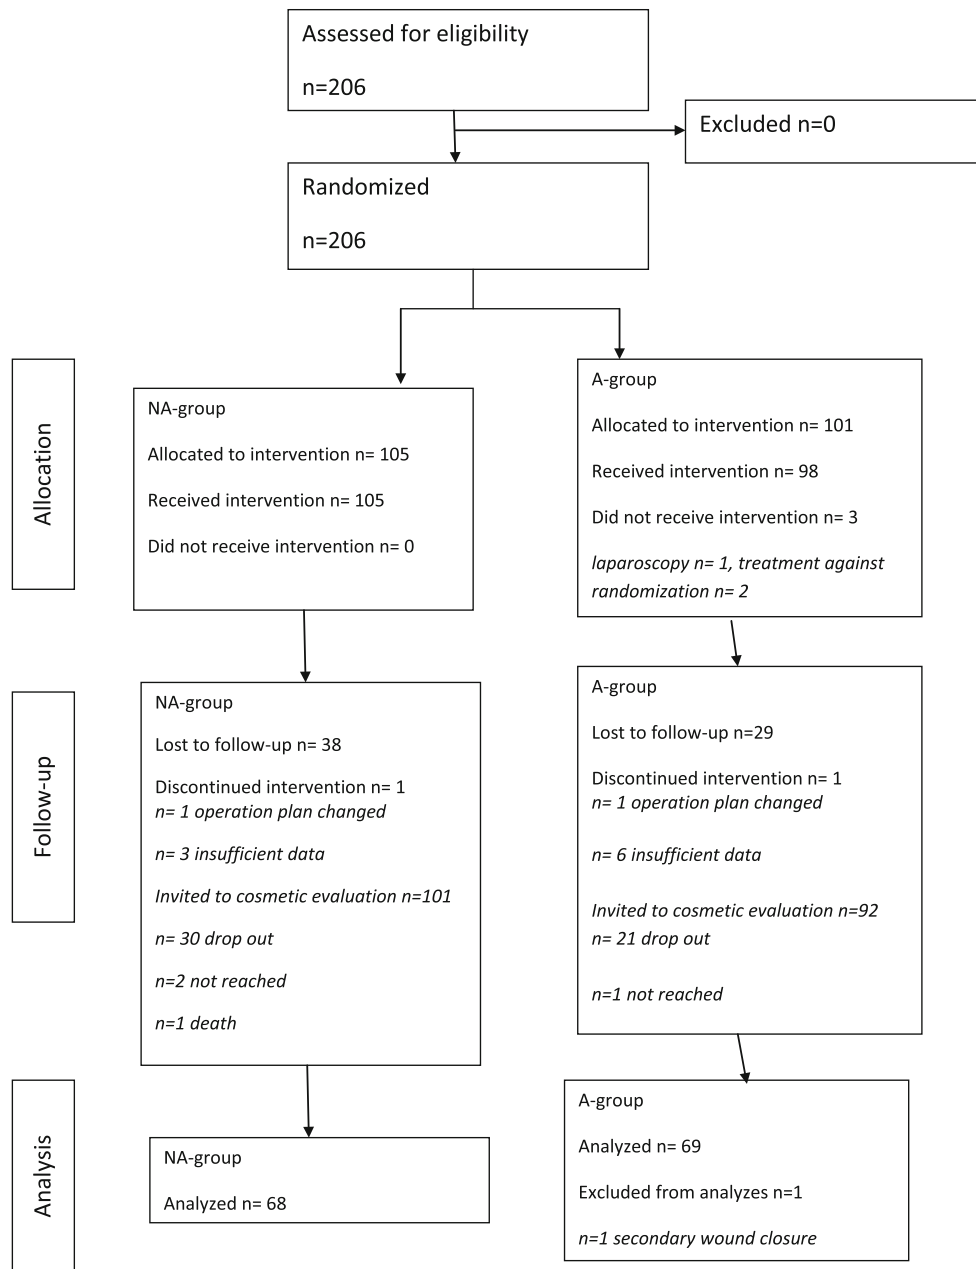 Assessed for eligibility
n=206
Excluded n=0
Randomized
n=206
Allocation
NA-group
Allocated to intervention n= 105
Received intervention n= 105
Did not receive intervention n= 0
A-group
Allocated to intervention n= 101
Received intervention n= 98
Did not receive intervention n= 3
laparoscopy n= 1, treatment against
randomization n= 2
Follow-up
NA-group
Lost to follow-up n= 38
Discontinued intervention n= 1
n= 1 operation plan changed
n= 3 insufficient data
Invited to cosmetic evaluation n=101
n= 30 drop out
n=2 not reached
n=1 death
A-group
Lost to follow-up n=29
Discontinued intervention n= 1
n= 1 operation plan changed
n= 6 insufficient data
Invited to cosmetic evaluation n=92
n= 21 drop out
n=1 not reached
Analysis
NA-group
Analyzed n= 68
A-group
Analyzed n= 69
Excluded from analyzes n=1
n=1 secondary wound closure